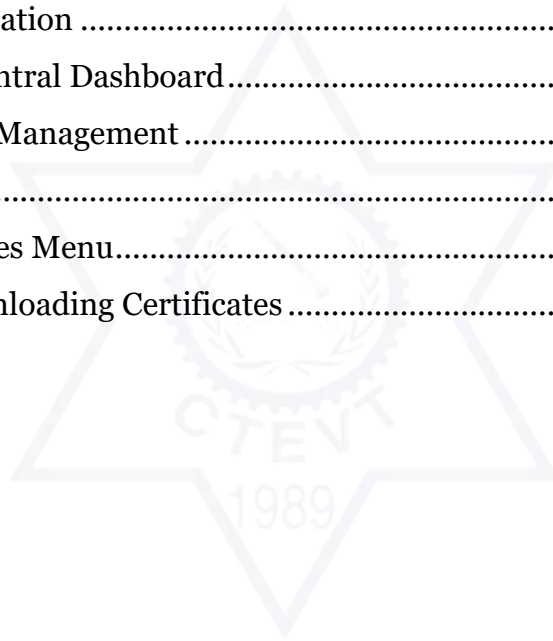 ation ....................................................
ntral Dashboard....................................
Management .........................................
...............................................................
es Menu.................................................
nloading Certificates .............................
CTEVT
1989